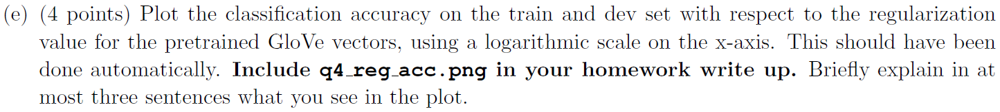 (e) (4 points) Plot the classification accuracy on the train and dev set with respect to the regularization
value for the pretrained GloVe vectors, using a logarithmic scale on the x-axis. This should have been
done automatically. Include q4_reg_acc.png in your homework write up. Briefly explain in at
most three sentences what you see in the plot.